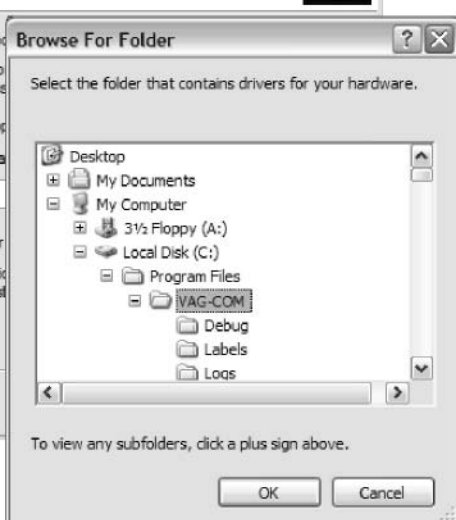 Browse For Folder
Select the folder that contains drivers for your hardware.
Desktop
My Documents
My Computer
3½ Floppy (A:)
Local Disk (C:)
Program Files
VAG-COM
Debug
Labels
Logs
To view any subfolders, click a plus sign above.
OK
Cancel